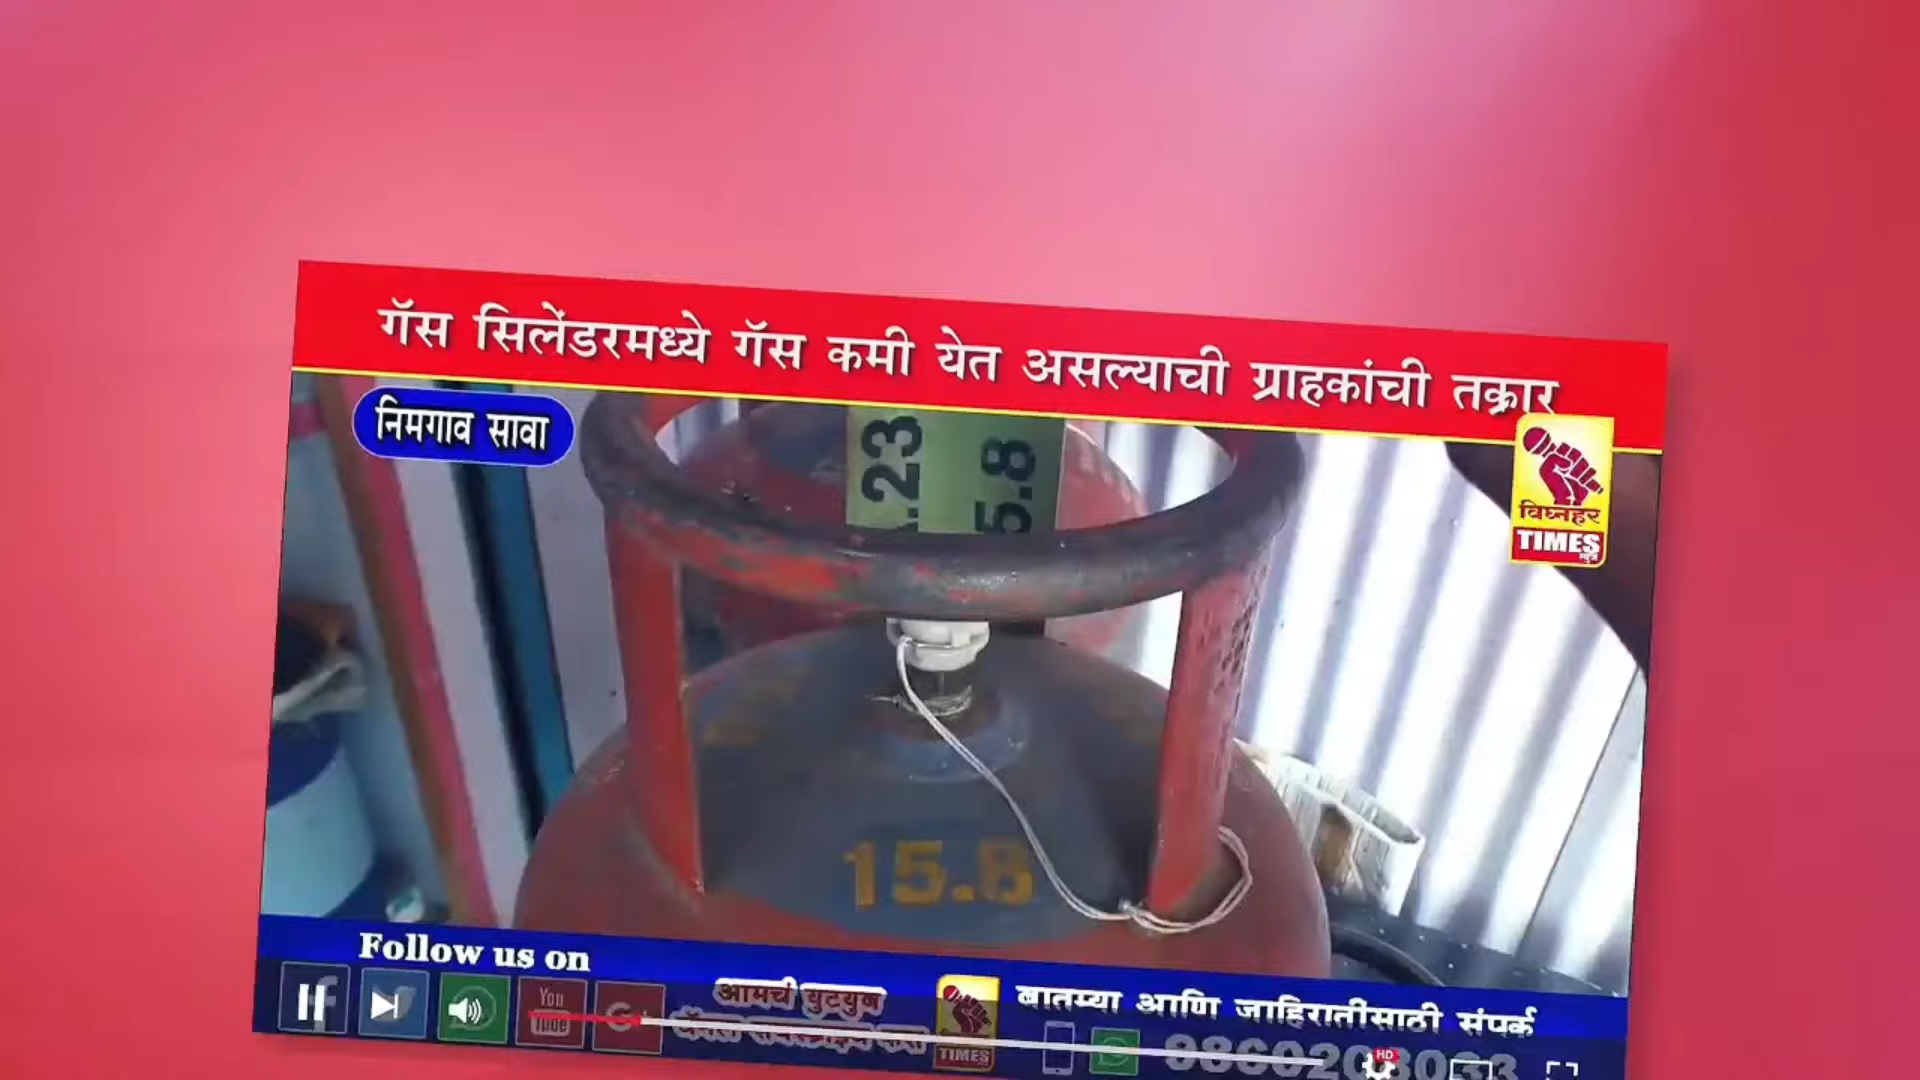 गॅस सिलेंडरमध्ये गॅस कमी येत असल्याची ग्राहकांची तक्रार
निमगाव सावा
.23
5.8
विघ्नहर
TIMES
न्यूज
15.8
Follow us on
You
Tube
आमची युट्युब
बातम्या आणि जाहिरातीसाठी संपर्क
TIMES
HD